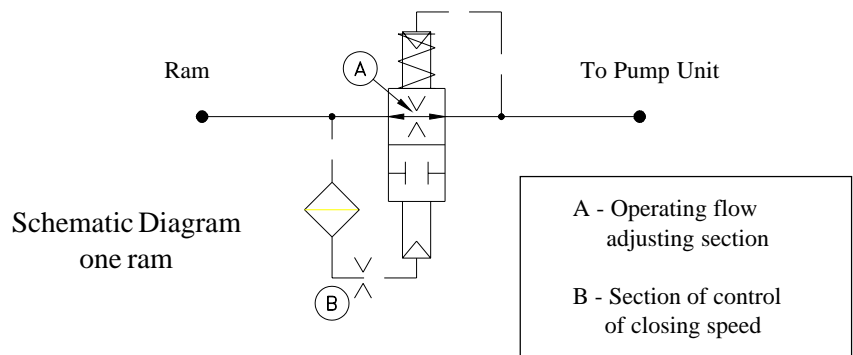 Ram
A
To Pump Unit
Schematic Diagram
one ram
B
A - Operating flow
adjusting section
B - Section of control
of closing speed